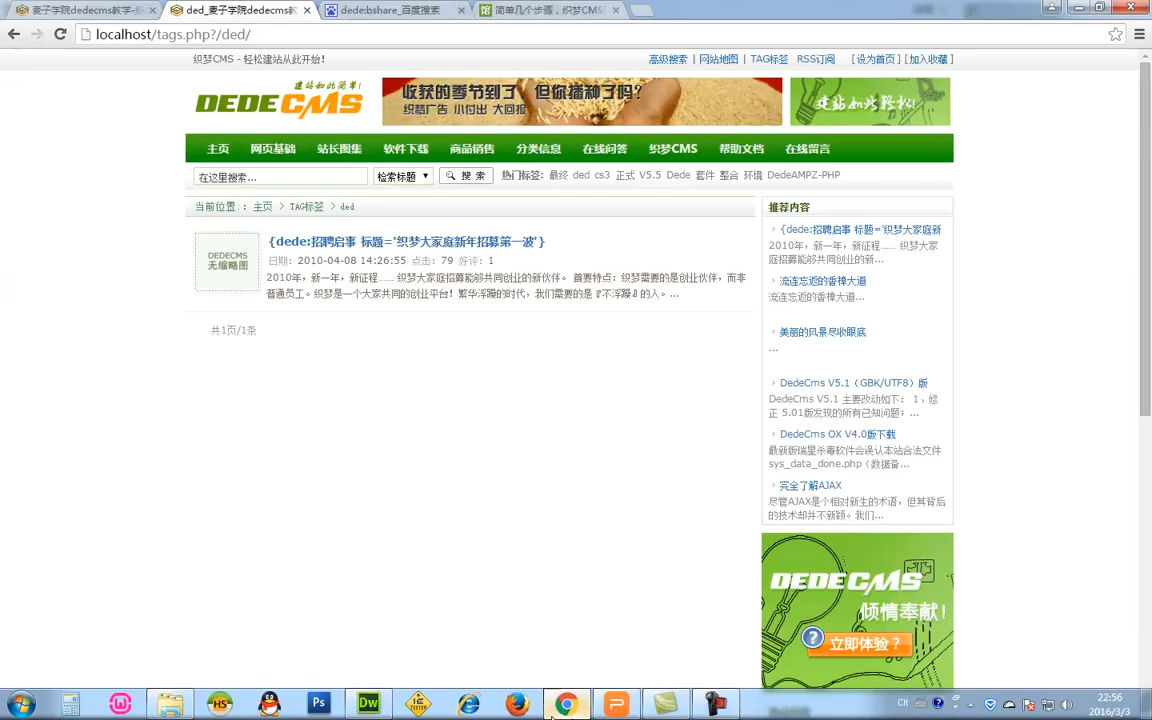 麦子学院dedecms教学-
ded_麦子学院dedecms教
dede:bshare_百度搜索
简单几个步骤，织梦CMS
localhost/tags.php?/ded/
织梦CMS - 轻松建站从此开始！
高级搜索 | 网站地图 | TAG标签 RSS订阅 [设为首页] [加入收藏]
建站如此简单!
DEDECMS
收获的季节到了 但你播种了吗?
织梦广告 小付出 大回报
建站如此轻松!
主页 网页基础 站长图集 软件下载 商品销售 分类信息 在线问答 织梦CMS 帮助文档 在线留言
在这里搜索... 检索标题 搜 索 热门标签: 最终 ded cs3 正式 V5.5 Dede 套件 整合 环境 DedeAMPZ-PHP
当前位置：: 主页 > TAG标签 > ded
推荐内容
DEDECMS
无缩略图
{dede:招聘启事 标题='织梦大家庭新年招募第一波'}
日期：2010-04-08 14:26:55 点击：79 好评：1
2010年，新一年，新征程...... 织梦大家庭招募能够共同创业的新伙伴。 首要特点：织梦需要的是创业伙伴，而非
普通员工。织梦是一个大家共同的创业平台！繁华浮躁的时代，我们需要的是『不浮躁』的人。...
共1页/1条
{dede:招聘启事 标题='织梦大家庭新
2010年，新一年，新征程...... 织梦大家
庭招募能够共同创业的新...
流连忘返的香樟大道
流连忘返的香樟大道...
美丽的风景尽收眼底
...
DedeCms V5.1（GBK/UTF8）版
DedeCms V5.1 主要改动如下： 1、修
正 5.01版发现的所有已知问题；...
DedeCms OX V4.0版下载
最新版瑞星杀毒软件会误认本站合法文件
sys_data_done.php（数据备...
完全了解AJAX
尽管AJAX是个相对新生的术语，但其背后
的技术却并不新颖。我们...
DEDECMS
倾情奉献!
? 立即体验？
HS
Ps
Dw
TESTER
CH
22:56
2016/3/3